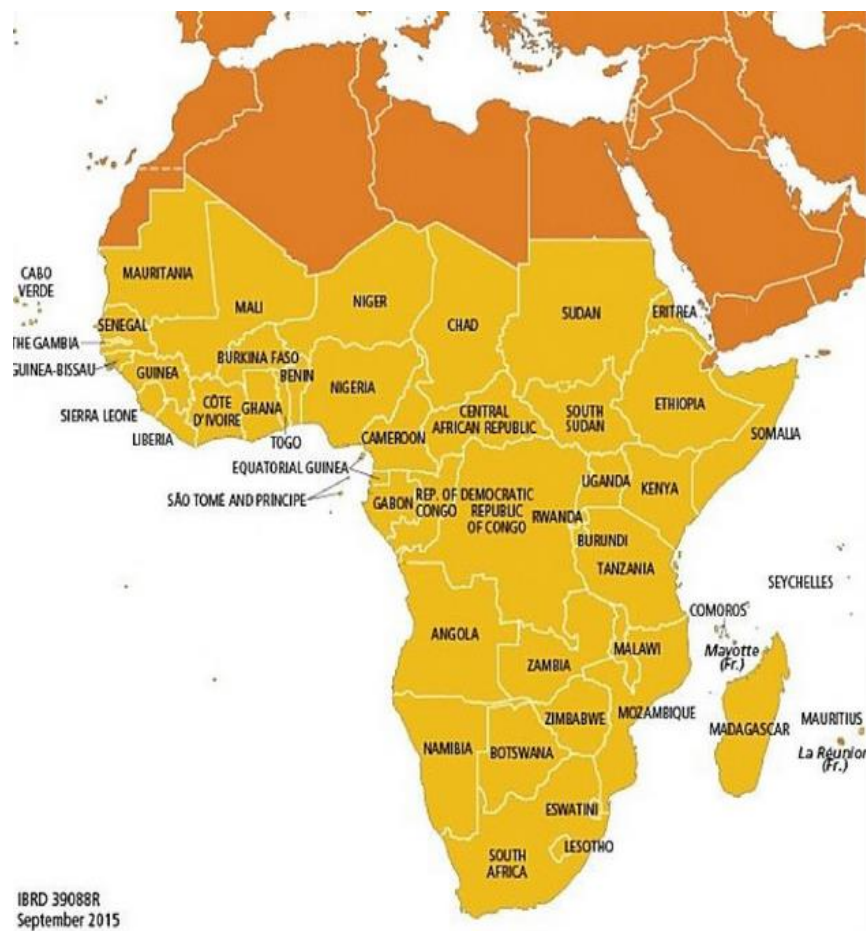 CABO
VERDE
MAURITANIA
MALI
NIGER
CHAD
SUDAN
ERITREA
SENEGAL
THE GAMBIA
GUINEA-BISSAU
GUINEA
BURKINA FASO
BENIN
NIGERIA
SIERRA LEONE
LIBERIA
CÔTE
D'IVOIRE
GHANA
TOGO
CAMEROON
CENTRAL
AFRICAN REPUBLIC
SOUTH
SUDAN
ETHIOPIA
SOMALIA
EQUATORIAL GUINEA
SÃO TOMÉ AND PRÍNCIPE
GABON
REP. OF
CONGO
DEMOCRATIC
REPUBLIC
OF CONGO
UGANDA
KENYA
RWANDA
BURUNDI
TANZANIA
SEYCHELLES
COMOROS
Mayotte
(Fr.)
ANGOLA
ZAMBIA
MALAWI
MOZAMBIQUE
ZIMBABWE
MADAGASCAR
MAURITIUS
La Réunion
(Fr.)
NAMIBIA
BOTSWANA
ESWATINI
LESOTHO
SOUTH
AFRICA
IBRD 39088R
September 2015